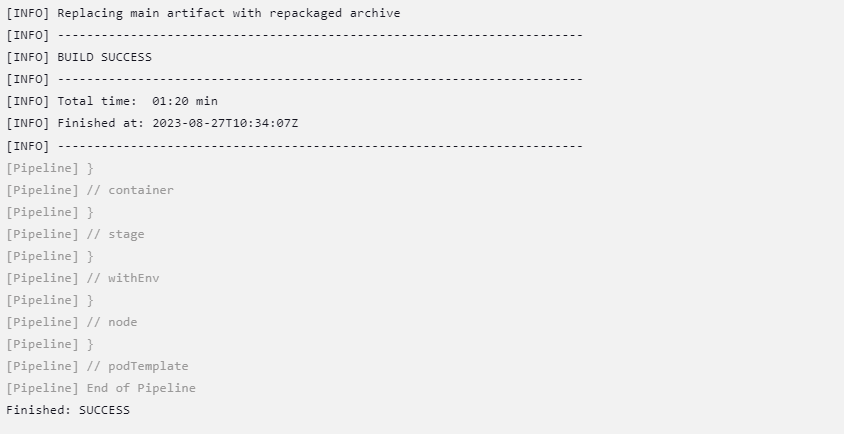 [INFO] Replacing main artifact with repackaged archive
[INFO] ------------------------------------------------------------------------
[INFO] BUILD SUCCESS
[INFO] ------------------------------------------------------------------------
[INFO] Total time:  01:20 min
[INFO] Finished at: 2023-08-27T10:34:07Z
[INFO] ------------------------------------------------------------------------
[Pipeline] }
[Pipeline] // container
[Pipeline] }
[Pipeline] // stage
[Pipeline] }
[Pipeline] // withEnv
[Pipeline] }
[Pipeline] // node
[Pipeline] }
[Pipeline] // podTemplate
[Pipeline] End of Pipeline
Finished: SUCCESS